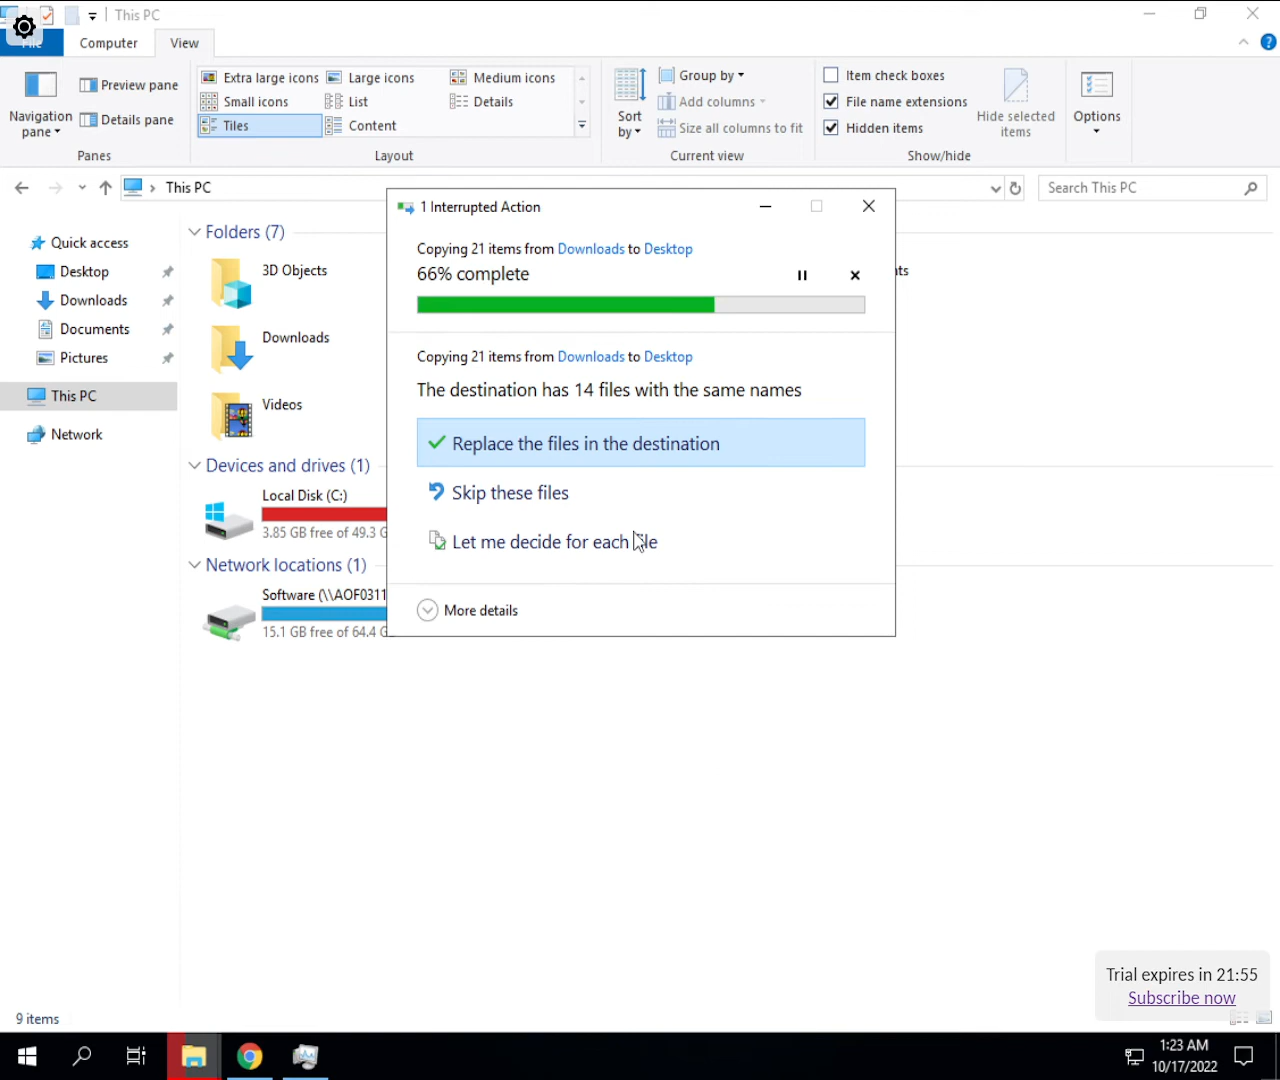 This PC
File
Computer
View
Navigation pane
Preview pane
Details pane
Panes
Extra large icons
Large icons
Medium icons
Small icons
List
Details
Tiles
Content
Layout
Sort by
Group by
Add columns
Size all columns to fit
Current view
Item check boxes
File name extensions
Hidden items
Hide selected items
Show/hide
Options
This PC
Search This PC
Quick access
Desktop
Downloads
Documents
Pictures
This PC
Network
Folders (7)
3D Objects
Downloads
Videos
Devices and drives (1)
Local Disk (C:)
3.85 GB free of 49.3
Network locations (1)
Software (\\AOF0311
15.1 GB free of 64.4
1 Interrupted Action
Copying 21 items from Downloads to Desktop
66% complete
Copying 21 items from Downloads to Desktop
The destination has 14 files with the same names
Replace the files in the destination
Skip these files
Let me decide for each file
More details
Trial expires in 21:55
Subscribe now
9 items
1:23 AM
10/17/2022